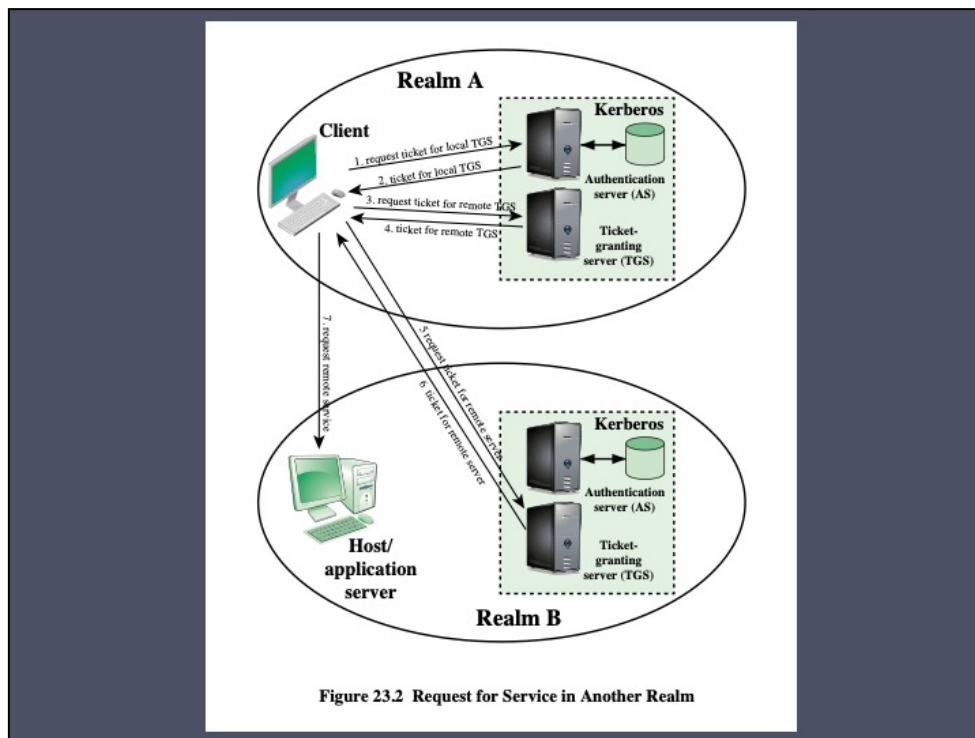 Realm A
Kerberos
Client
1. request ticket for local TGS
2. ticket for local TGS
Authentication
server (AS)
3. request ticket for remote TGS
4. ticket for remote TGS
Ticket-
granting
server (TGS)
5 request ticket for remote server
6 ticket for remote server
7. request remote service
Kerberos
Authentication
server (AS)
Ticket-
granting
server (TGS)
Host/
application
server
Realm B
Figure 23.2 Request for Service in Another Realm